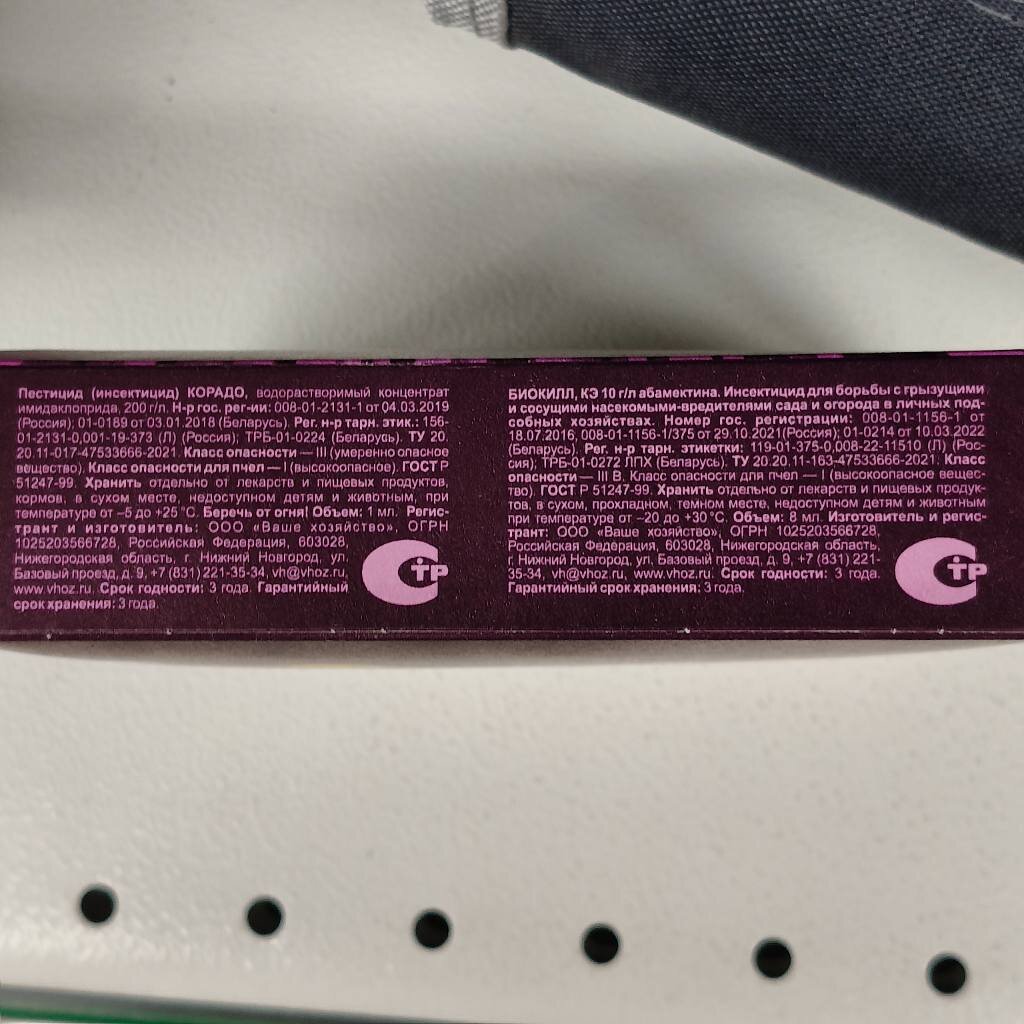 Пестицид (инсектицид) КОРАДО, водорастворимый концентрат
имидаклоприда, 200 г/л. Н-р гос. рег-ии: 008-01-2131-1 от 04.03.2019
(Россия); 01-0189 от 03.01.2018 (Беларусь). Рег. н-р тарн. этик.: 156-
01-2131-0,001-19-373 (Л) (Россия); ТРБ-01-0224 (Беларусь). ТУ 20.
20.11-017-47533666-2021. Класс опасности — III (умеренно опасное
вещество). Класс опасности для пчел — I (высокоопасное). ГОСТ Р
51247-99. Хранить отдельно от лекарств и пищевых продуктов,
кормов, в сухом месте, недоступном детям и животным, при
температуре от –5 до +25 °С. Беречь от огня! Объем: 1 мл. Регис-
трант и изготовитель: ООО «Ваше хозяйство», ОГРН
1025203566728, Российская Федерация, 603028,
Нижегородская область, г. Нижний Новгород, ул.
Базовый проезд, д. 9, +7 (831) 221-35-34, vh@vhoz.ru,
www.vhoz.ru. Срок годности: 3 года. Гарантийный
срок хранения: 3 года.
СТР
БИОКИЛЛ, КЭ 10 г/л абамектина. Инсектицид для борьбы с грызущими
и сосущими насекомыми-вредителями сада и огорода в личных под-
собных хозяйствах. Номер гос. регистрации: 008-01-1156-1 от
18.07.2016, 008-01-1156-1/375 от 29.10.2021(Россия); 01-0214 от 10.03.2022
(Беларусь). Рег. н-р тарн. этикетки: 119-01-375-0,008-22-11510 (Л) (Рос-
сия); ТРБ-01-0272 ЛПХ (Беларусь). ТУ 20.20.11-163-47533666-2021. Класс
опасности — III В. Класс опасности для пчел — I (высокоопасное вещес-
тво). ГОСТ Р 51247-99. Хранить отдельно от лекарств и пищевых продук-
тов, в сухом, прохладном, темном месте, недоступном детям и животным
при температуре от –20 до +30 °С. Объем: 8 мл. Изготовитель и регис-
трант: ООО «Ваше хозяйство», ОГРН 1025203566728,
Российская Федерация, 603028, Нижегородская область,
г. Нижний Новгород, ул. Базовый проезд, д. 9, +7 (831) 221-
35-34, vh@vhoz.ru, www.vhoz.ru. Срок годности: 3 года.
Гарантийный срок хранения: 3 года.
СТР